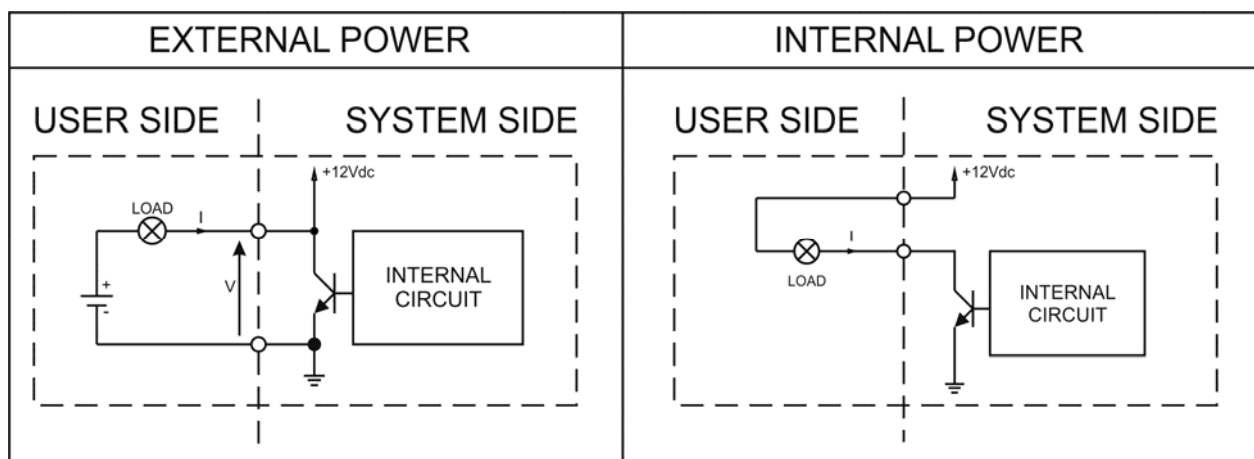 EXTERNAL POWER
INTERNAL POWER
USER SIDE
SYSTEM SIDE
+12Vdc
LOAD
I
V
+
-
INTERNAL
CIRCUIT
USER SIDE
SYSTEM SIDE
+12Vdc
I
LOAD
INTERNAL
CIRCUIT